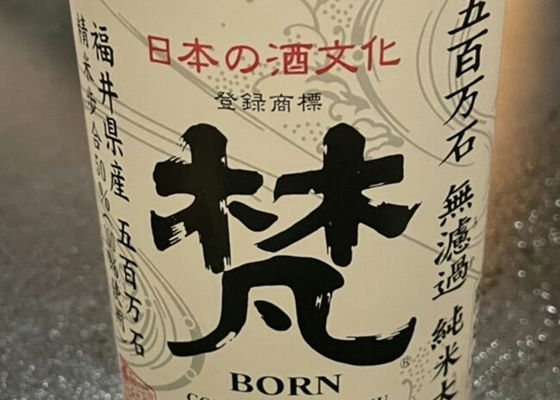 日本の酒文化
登録商標
梵
BORN
五百万石 無濾過 純米大
福井県産 五百万石
精米歩合50%